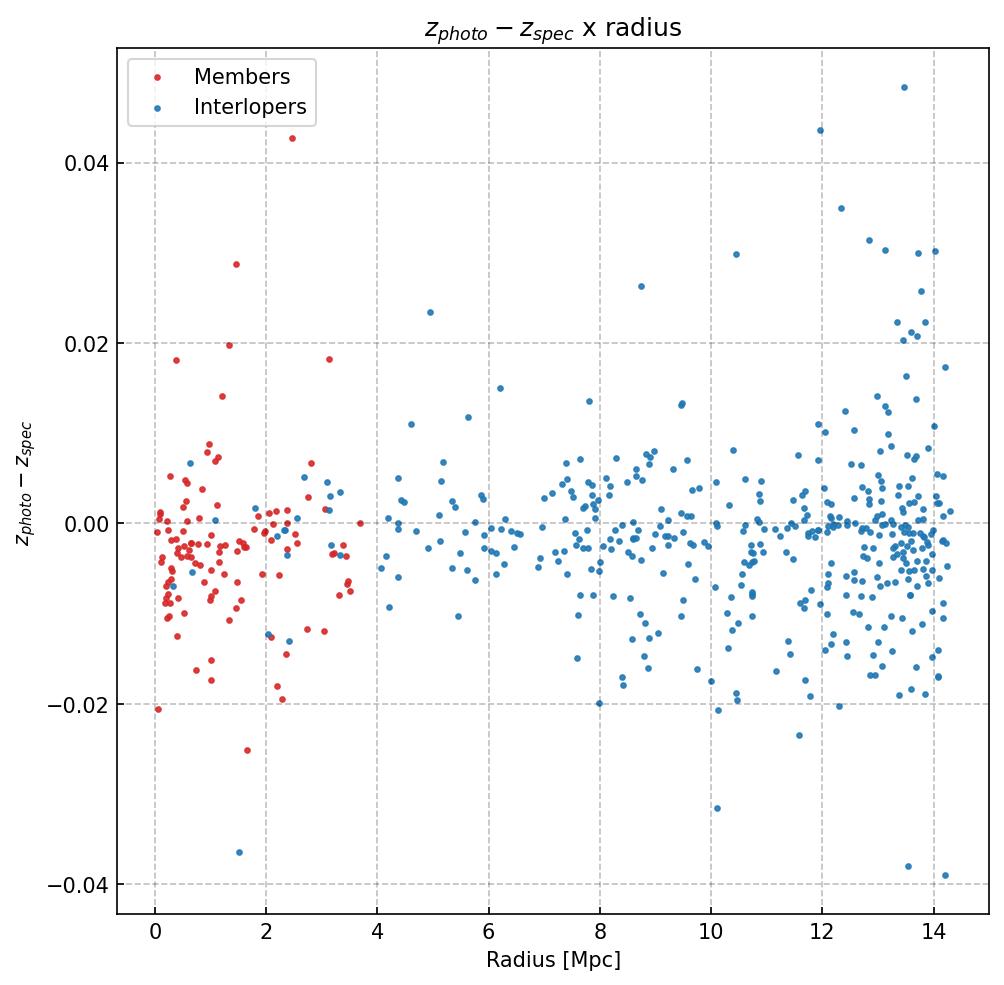 z_photo − z_spec x radius
Members
Interlopers
0.04
0.02
0.00
−0.02
−0.04
z_photo − z_spec
0 2 4 6 8 10 12 14
Radius [Mpc]